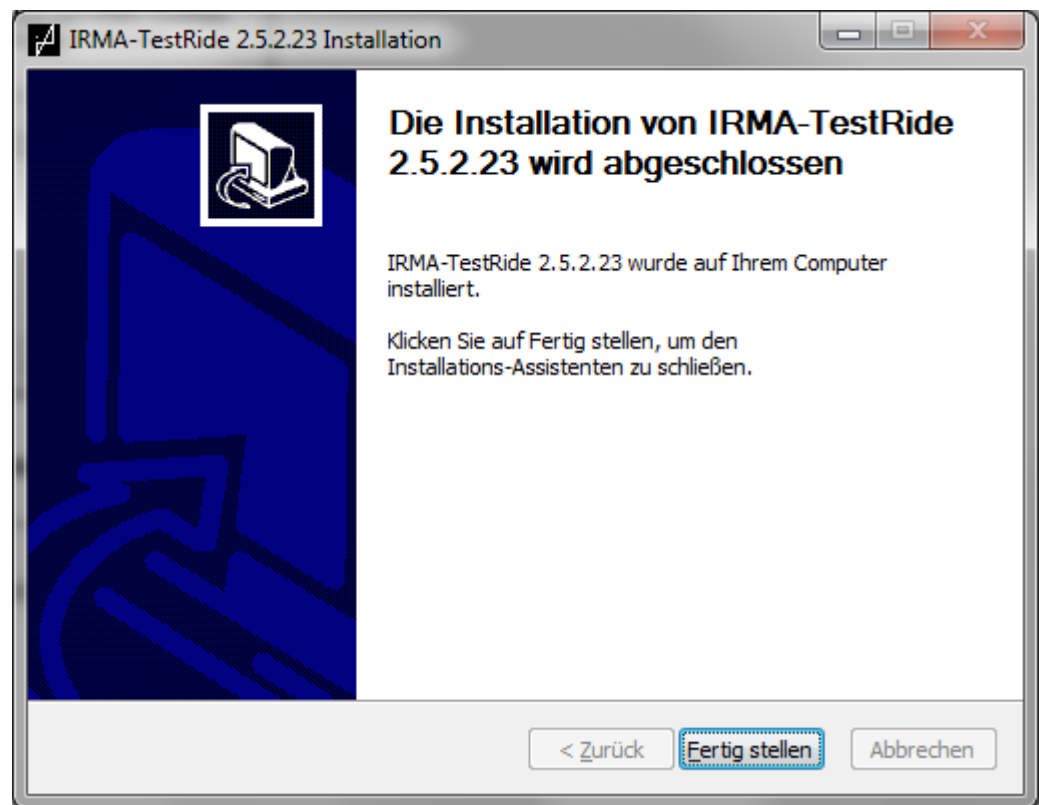 IRMA-TestRide 2.5.2.23 Installation
Die Installation von IRMA-TestRide
2.5.2.23 wird abgeschlossen
IRMA-TestRide 2.5.2.23 wurde auf Ihrem Computer
installiert.
Klicken Sie auf Fertig stellen, um den
Installations-Assistenten zu schließen.
< Zurück Fertig stellen Abbrechen